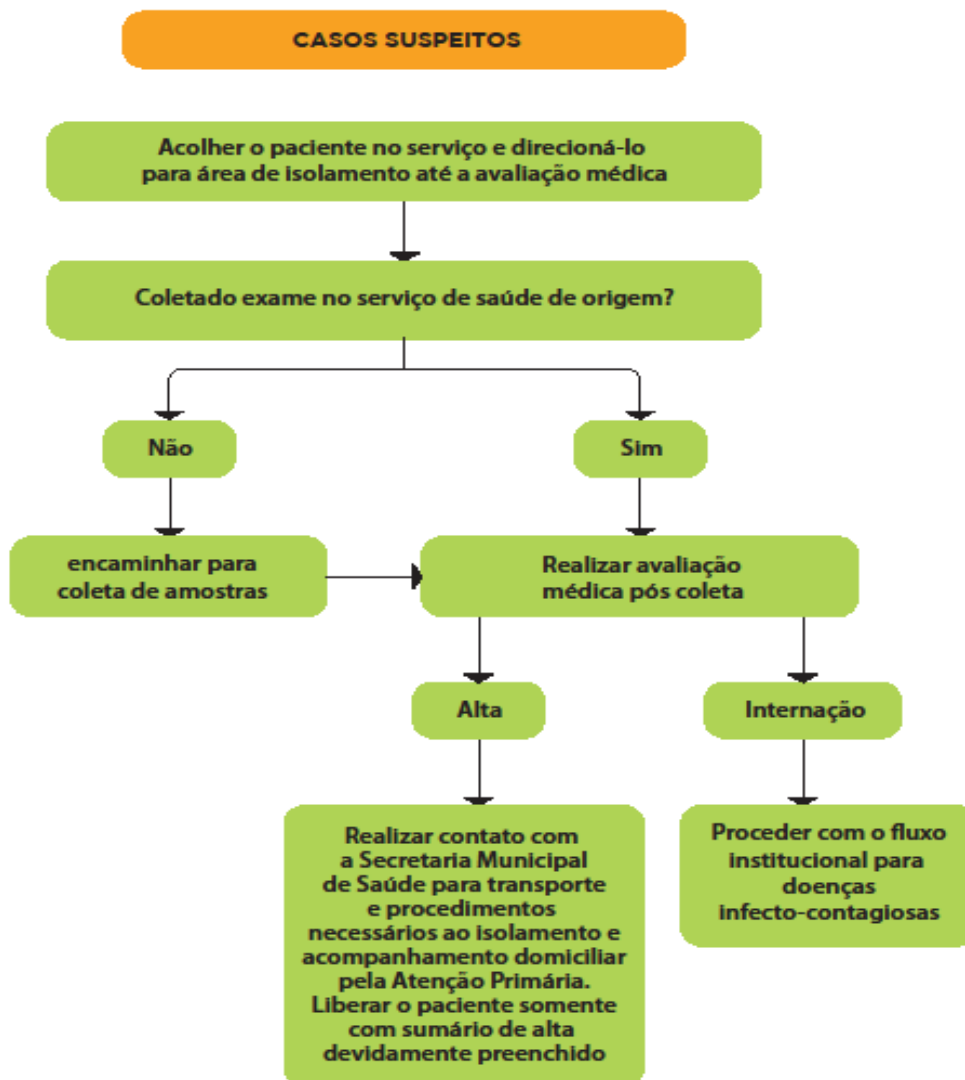 CASOS SUSPEITOS
Acolher o paciente no serviço e direcioná-lo
para área de isolamento até a avaliação médica
Coletado exame no serviço de saúde de origem?
Não
Sim
encaminhar para
coleta de amostras
Realizar avaliação
médica pós coleta
Alta
Internação
Realizar contato com
a Secretaria Municipal
de Saúde para transporte
e procedimentos
necessários ao isolamento e
acompanhamento domiciliar
pela Atenção Primária.
Liberar o paciente somente
com sumário de alta
devidamente preenchido
Proceder com o fluxo
institucional para
doenças
infecto-contagiosas